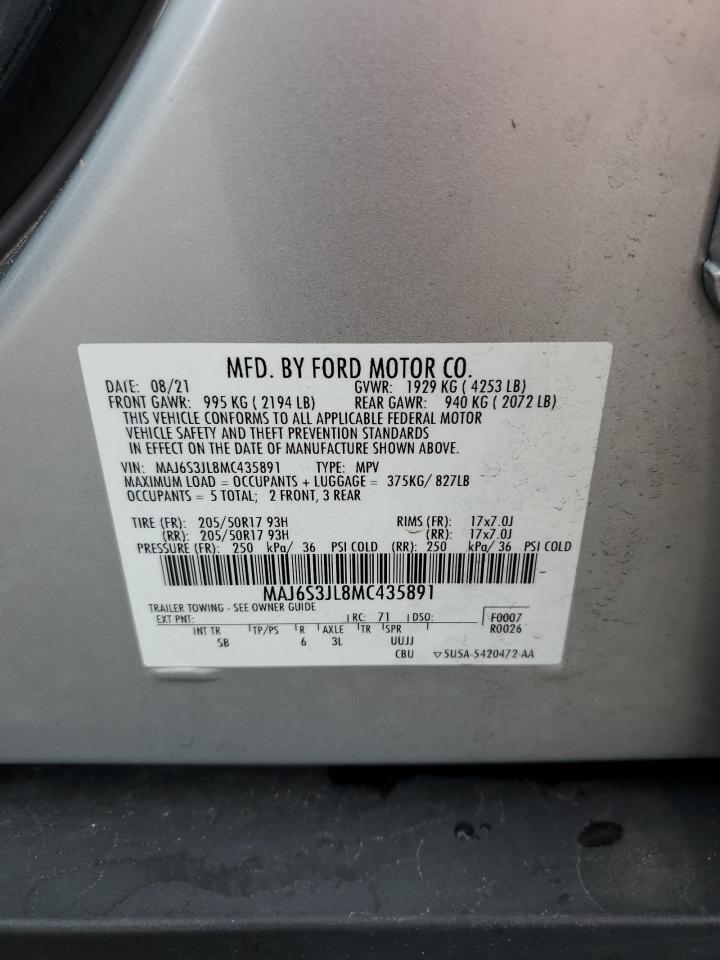 MFD. BY FORD MOTOR CO.
DATE: 08/21 GVWR: 1929 KG ( 4253 LB)
FRONT GAWR: 995 KG ( 2194 LB) REAR GAWR: 940 KG ( 2072 LB)
THIS VEHICLE CONFORMS TO ALL APPLICABLE FEDERAL MOTOR
VEHICLE SAFETY AND THEFT PREVENTION STANDARDS
IN EFFECT ON THE DATE OF MANUFACTURE SHOWN ABOVE.
VIN: MAJ6S3JL8MC435891 TYPE: MPV
MAXIMUM LOAD = OCCUPANTS + LUGGAGE = 375KG/ 827LB
OCCUPANTS = 5 TOTAL; 2 FRONT, 3 REAR
TIRE (FR): 205/50R17 93H RIMS (FR): 17x7.0J
(RR): 205/50R17 93H (RR): 17x7.0J
PRESSURE (FR): 250 kPa/ 36 PSI COLD (RR): 250 kPa/ 36 PSI COLD
MAJ6S3JL8MC435891
TRAILER TOWING - SEE OWNER GUIDE
EXT PNT: RC: 71 DSO: F0007
INT TR TP/PS R AXLE TR SPR R0026
SB 6 3L UUJJ
CBU ▽5U5A-5420472-AA